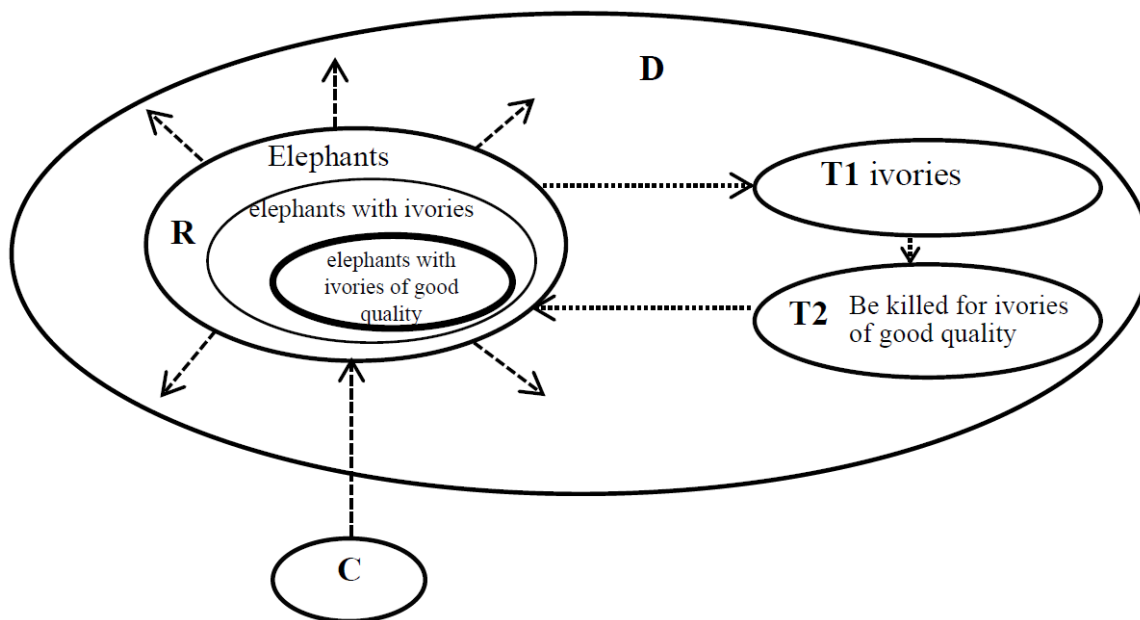 D
Elephants
T1 ivories
R
elephants with ivories
elephants with
ivories of good
quality
T2 Be killed for ivories
of good quality
C